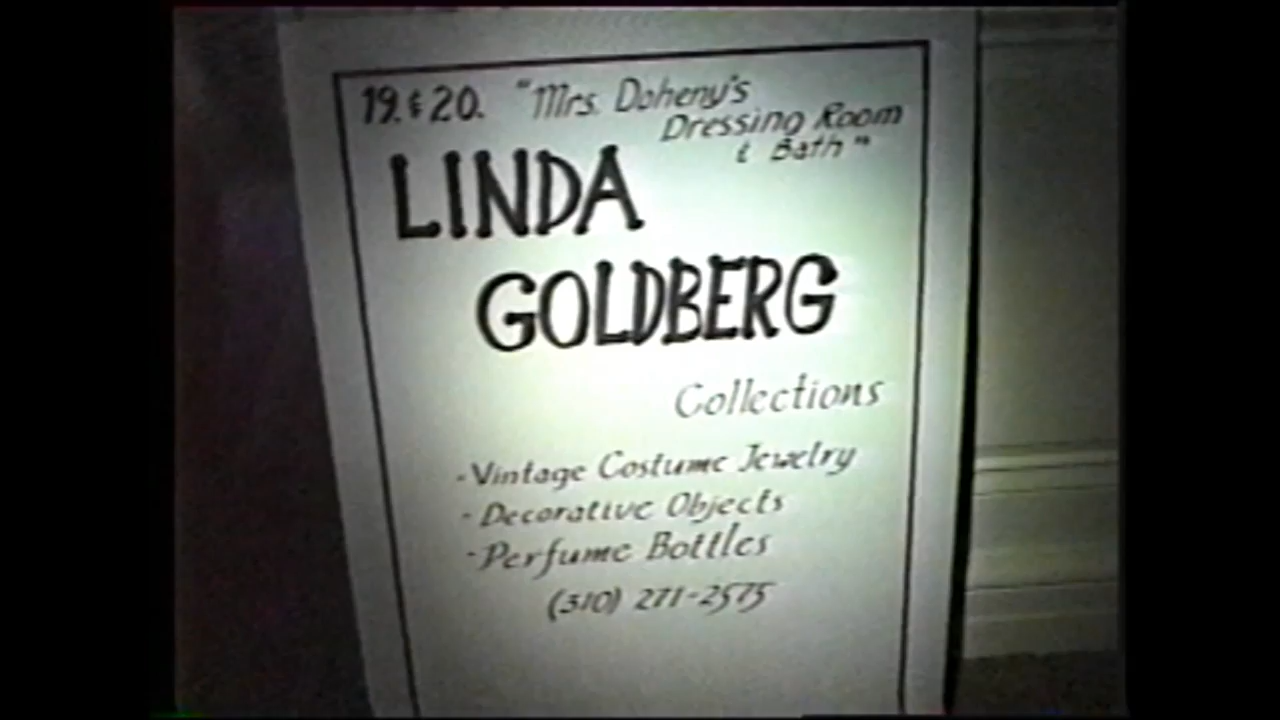 19. & 20. "Mrs. Doheny's
Dressing Room
& Bath"
LINDA
GOLDBERG
Collections
- Vintage Costume Jewelry
- Decorative Objects
- Perfume Bottles
(310) 271-2575